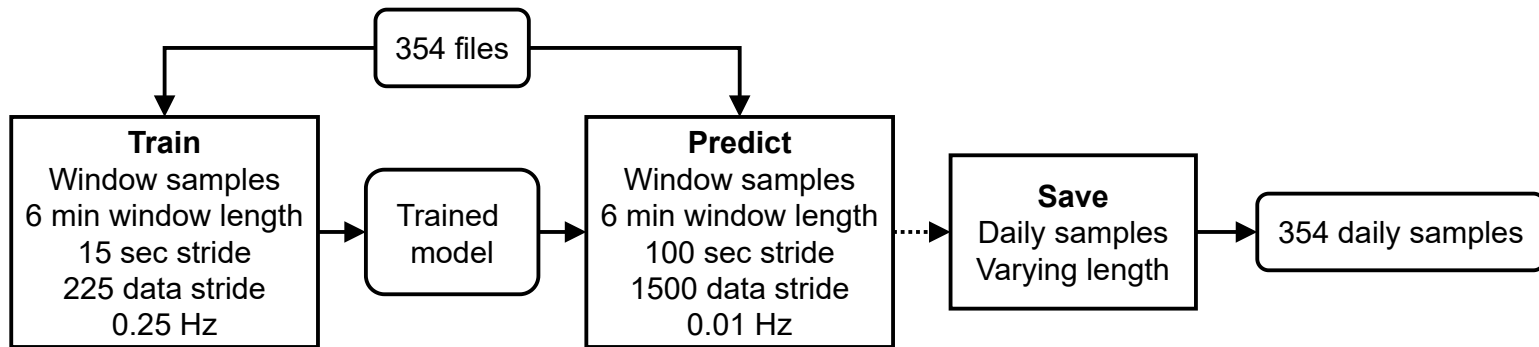 354 files
Train
Window samples
6 min window length
15 sec stride
225 data stride
0.25 Hz
Trained
model
Predict
Window samples
6 min window length
100 sec stride
1500 data stride
0.01 Hz
Save
Daily samples
Varying length
354 daily samples